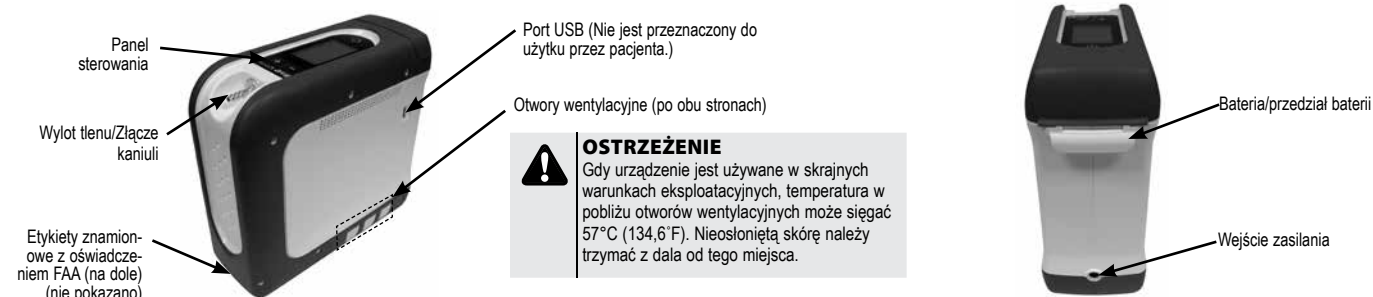 Panel
sterowania
Wylot tlenu/Złącze
kaniuli
Etykiety znamion-
owe z oświadcze-
niem FAA (na dole)
(nie pokazano)
Port USB (Nie jest przeznaczony do
użytku przez pacjenta.)
Otwory wentylacyjne (po obu stronach)
OSTRZEŻENIE
Gdy urządzenie jest używane w skrajnych
warunkach eksploatacyjnych, temperatura w
pobliżu otworów wentylacyjnych może sięgać
57°C (134,6˚F). Nieosłoniętą skórę należy
trzymać z dala od tego miejsca.
Bateria/przedział baterii
Wejście zasilania